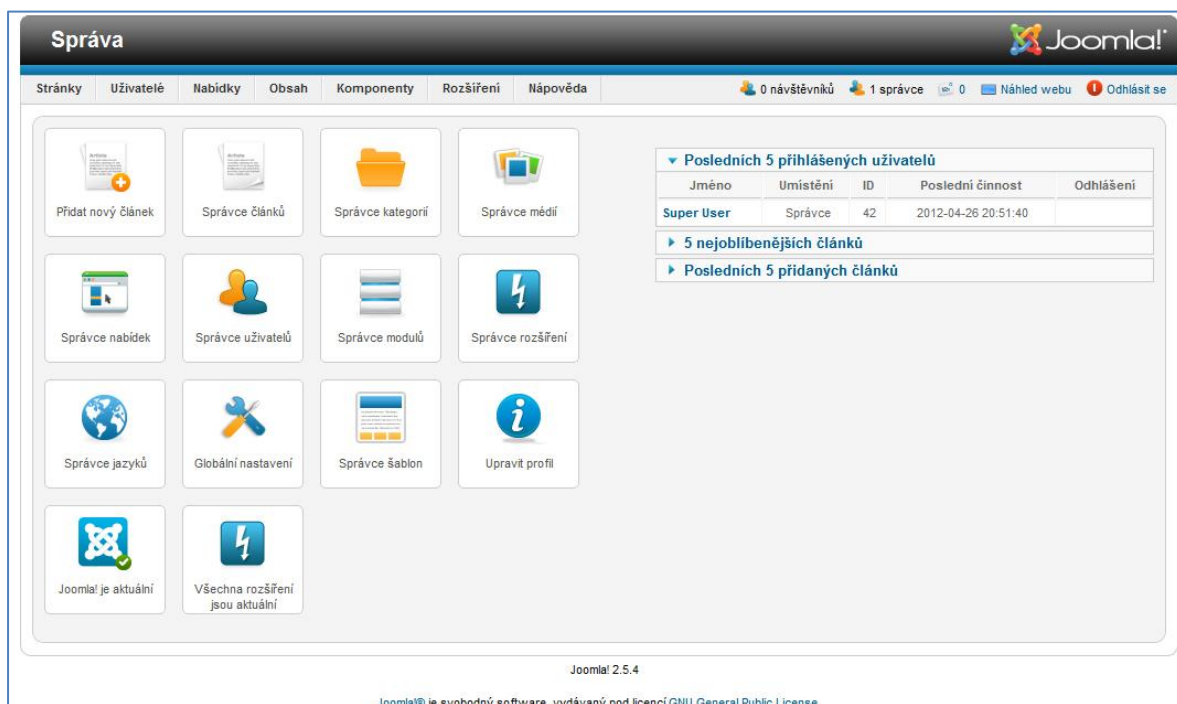 Správa
Joomla!
Stránky Uživatelé Nabídky Obsah Komponenty Rozšíření Nápověda 0 návštěvníků 1 správce 0 Náhled webu Odhlásit se
Přidat nový článek Správce článků Správce kategorií Správce médií
Správce nabídek Správce uživatelů Správce modulů Správce rozšíření
Správce jazyků Globální nastavení Správce šablon Upravit profil
Joomla! je aktuální Všechna rozšíření
jsou aktuální
Posledních 5 přihlášených uživatelů
Jméno Umístění ID Poslední činnost Odhlášení
Super User Správce 42 2012-04-26 20:51:40
5 nejoblíbenějších článků
Posledních 5 přidaných článků
Joomla! 2.5.4
Joomla!® je svobodný software, vydávaný pod licencí GNU General Public License.